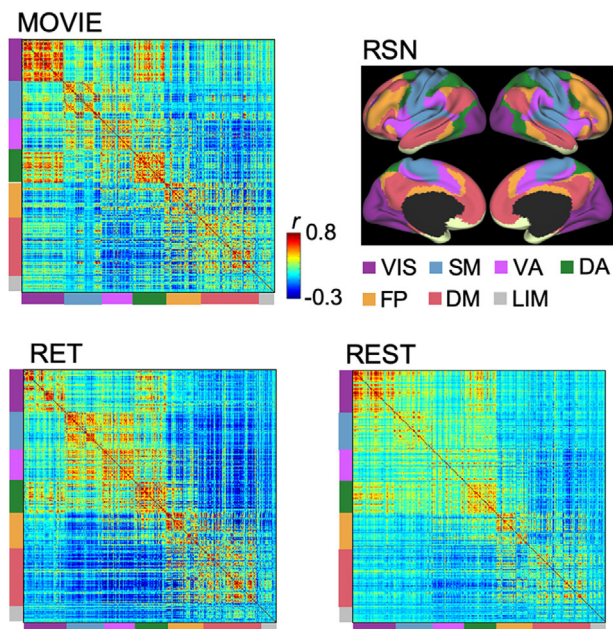 MOVIE
RSN
r
0.8
-0.3
VIS SM VA DA
FP DM LIM
RET
REST